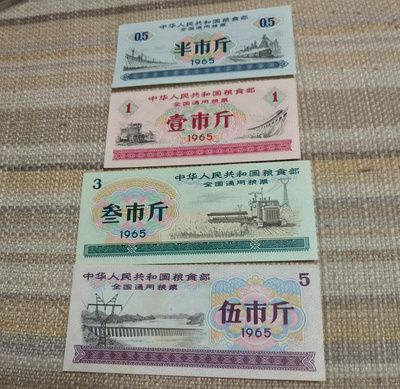 中华人民共和国粮食部
全国通用粮票
0.5 0.5
半市斤
1965
中华人民共和国粮食部
全国通用粮票
1 1
壹市斤
1965
3
中华人民共和国粮食部
全国通用粮票
叁市斤
1965
中华人民共和国粮食部
5
全国通用粮票
伍市斤
1965